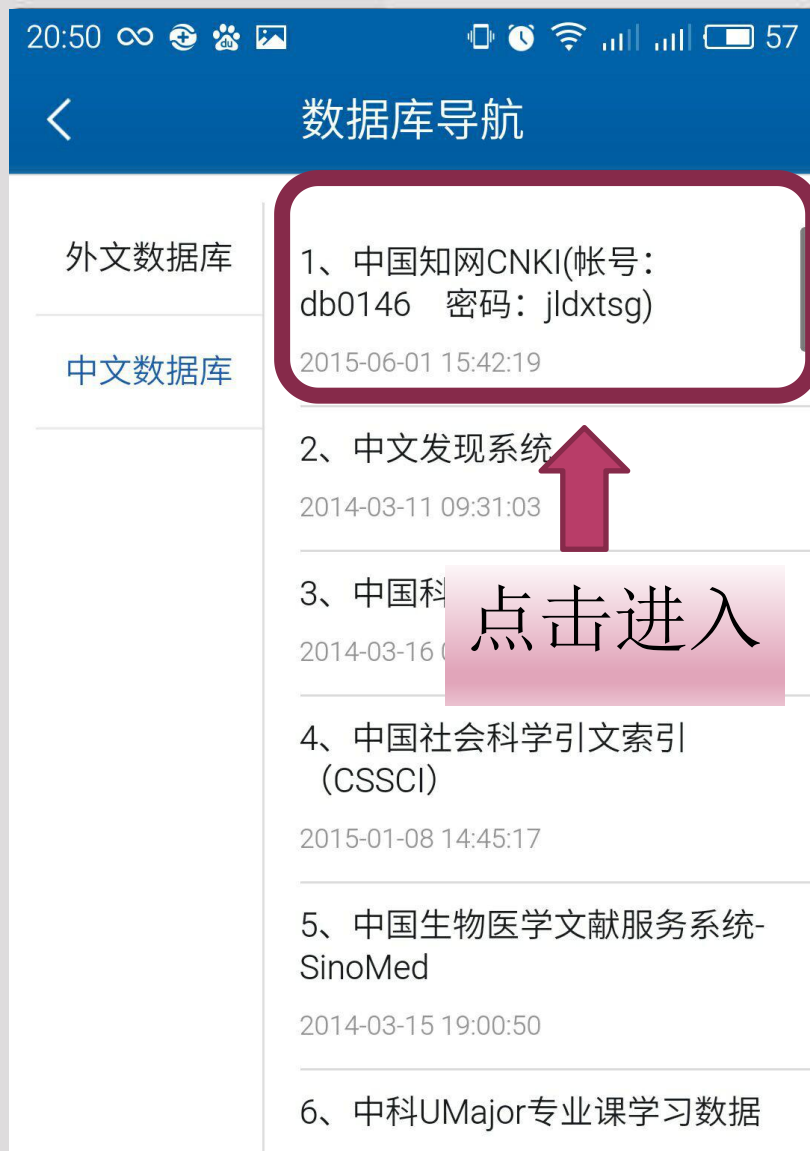 20:50
57
数据库导航
外文数据库
中文数据库
1、中国知网CNKI(帐号：
db0146 密码：jldxtsg)
2015-06-01 15:42:19
2、中文发现系统
2014-03-11 09:31:03
3、中国科
2014-03-16
点击进入
4、中国社会科学引文索引
（CSSCI）
2015-01-08 14:45:17
5、中国生物医学文献服务系统-
SinoMed
2014-03-15 19:00:50
6、中科UMajor专业课学习数据